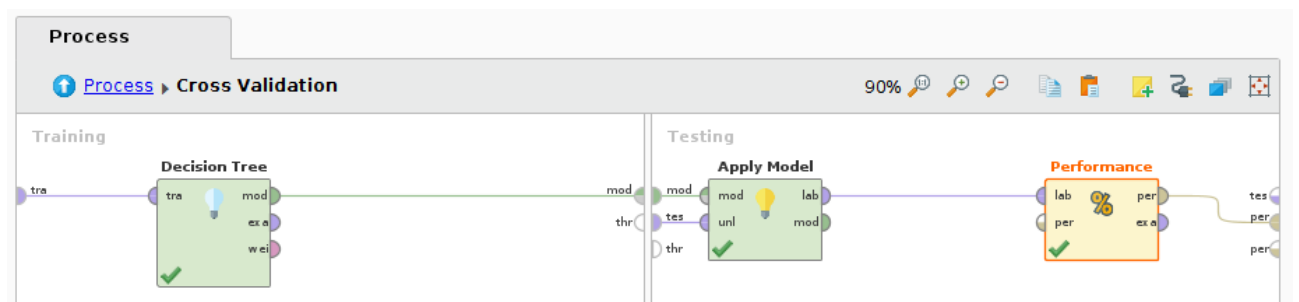 Process
Process ▸ Cross Validation
90%
Training
Testing
Decision Tree
Apply Model
Performance
tra
tra
mod
exa
wei
mod
thr
mod
tes
thr
mod
unl
lab
mod
lab
per
per
exa
tes
per
per